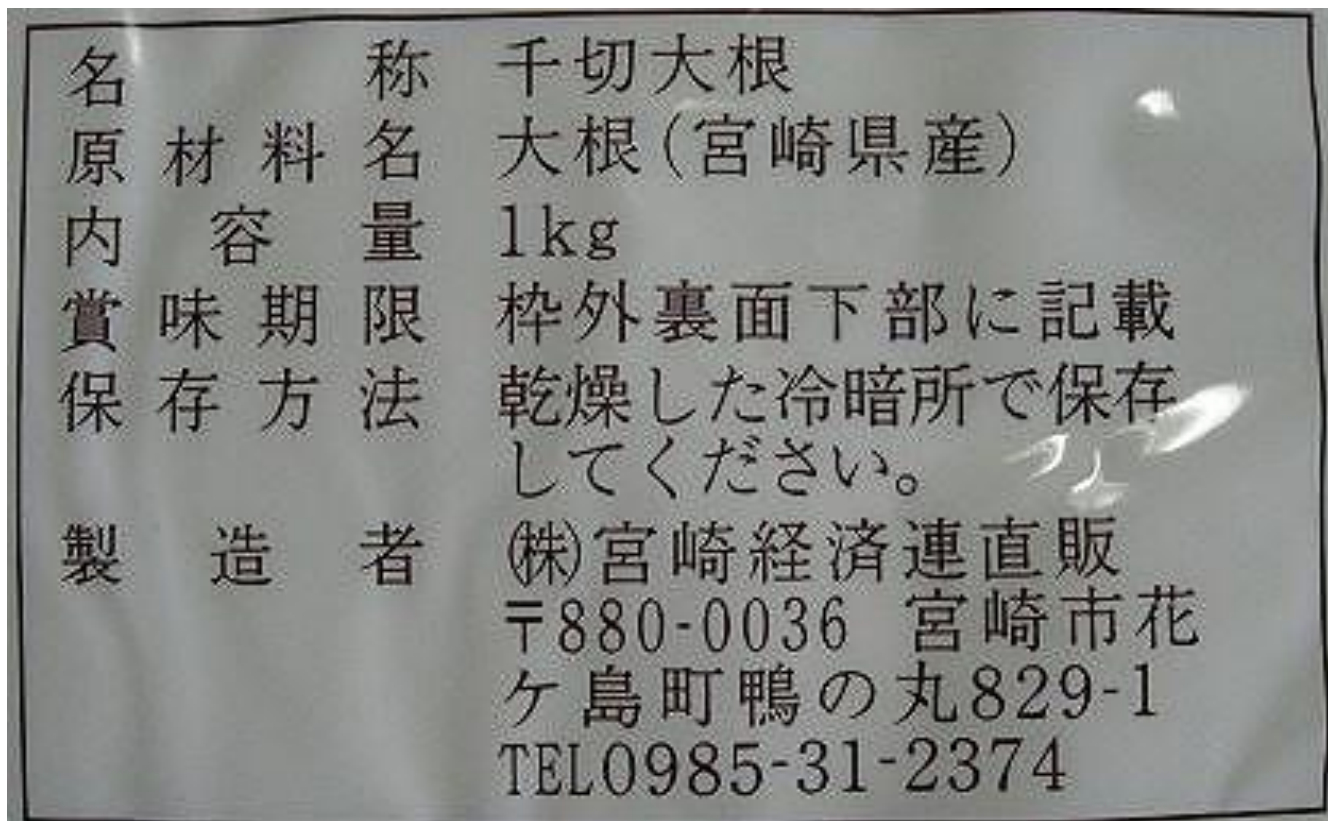 名称 千切大根
原材料名 大根(宮崎県産)
内容量 1kg
賞味期限 枠外裏面下部に記載
保存方法 乾燥した冷暗所で保存
してください。
製造者 ㈱宮崎経済連直販
〒880-0036 宮崎市花
ケ島町鴨の丸829-1
TEL0985-31-2374